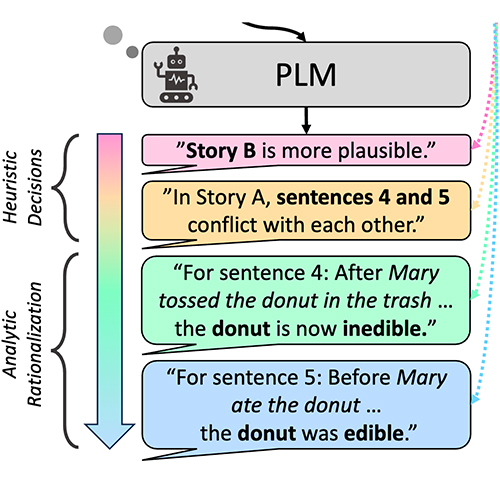 PLM
”Story B is more plausible.”
”In Story A, sentences 4 and 5
conflict with each other.”
“For sentence 4: After Mary
tossed the donut in the trash …
the donut is now inedible.”
“For sentence 5: Before Mary
ate the donut …
the donut was edible.”
Heuristic
Decisions
Analytic
Rationalization